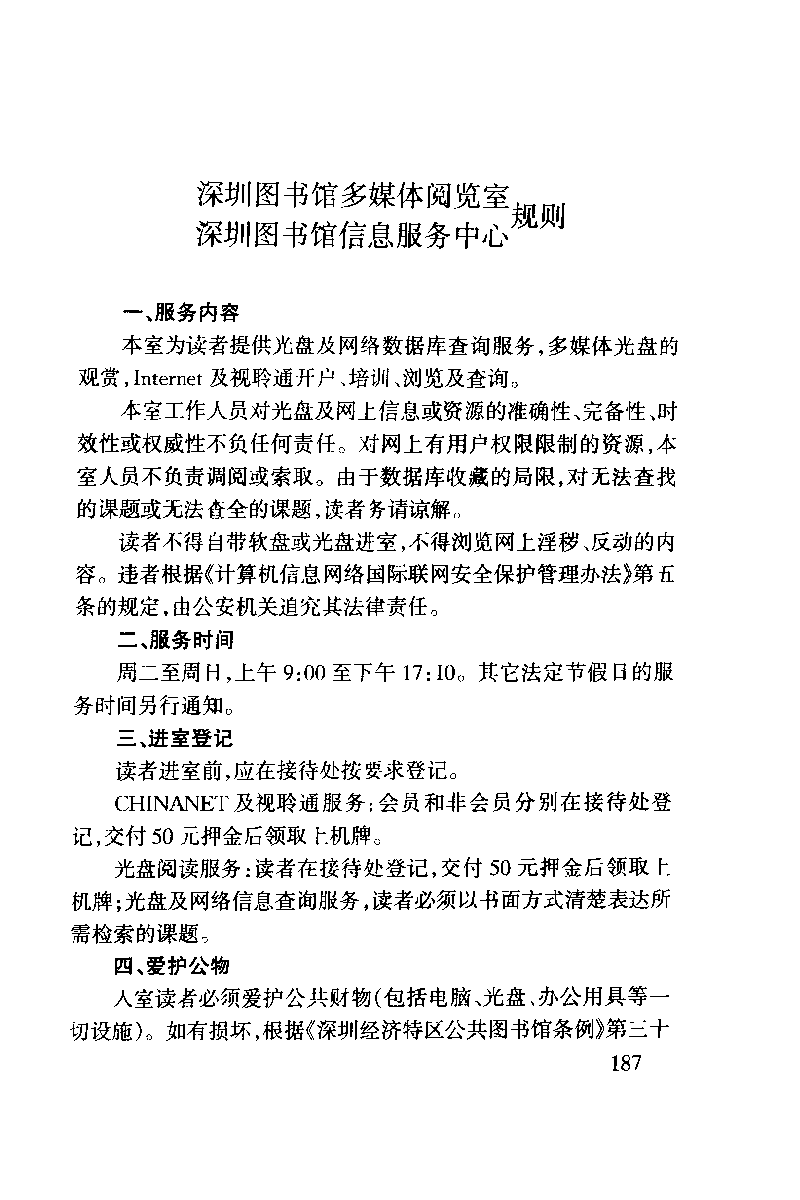 深圳图书馆多媒体阅览室
深圳图书馆信息服务中心
规则
一、服务内容
本室为读者提供光盘及网络数据库查询服务,多媒体光盘的
观赏,Internet 及视聆通开户、培训、浏览及查询。
本室工作人员对光盘及网上信息或资源的准确性、完备性、时
效性或权威性不负任何责任。对网上有用户权限限制的资源,本
室人员不负责调阅或索取。由于数据库收藏的局限,对无法查找
的课题或无法查全的课题,读者务请谅解。
读者不得自带软盘或光盘进室,不得浏览网上淫秽、反动的内
容。违者根据《计算机信息网络国际联网安全保护管理办法》第五
条的规定,由公安机关追究其法律责任。
二、服务时间
周二至周日,上午 9:00 至下午 17:10。其它法定节假日的服
务时间另行通知。
三、进室登记
读者进室前,应在接待处按要求登记。
CHINANET 及视聆通服务:会员和非会员分别在接待处登
记,交付 50 元押金后领取上机牌。
光盘阅读服务:读者在接待处登记,交付 50 元押金后领取上
机牌;光盘及网络信息查询服务,读者必须以书面方式清楚表达所
需检索的课题。
四、爱护公物
入室读者必须爱护公共财物(包括电脑、光盘、办公用具等一
切设施)。如有损坏,根据《深圳经济特区公共图书馆条例》第三十
187